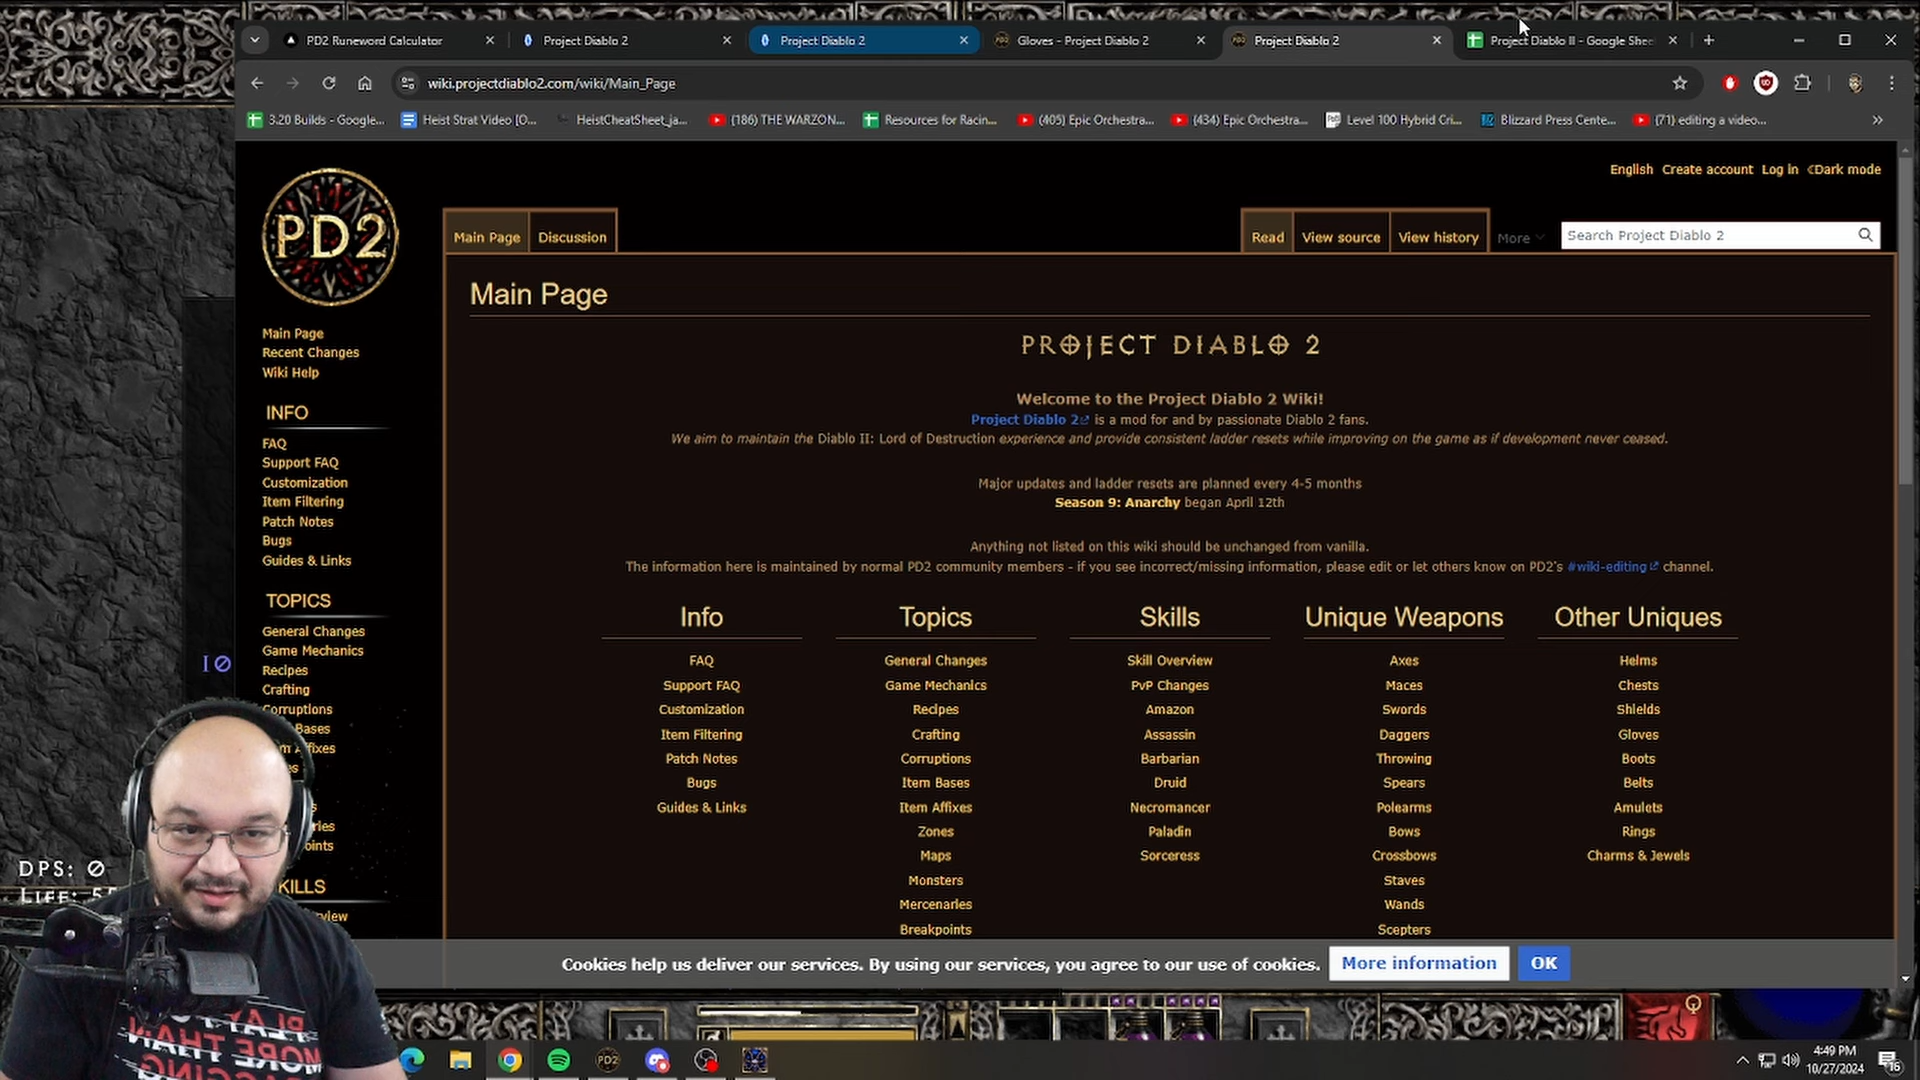 PD2 Runeword Calculator
Project Diablo 2
Project Diablo 2
Gloves - Project Diablo 2
Project Diablo 2
Project Diablo II - Google Shee
wiki.projectdiablo2.com/wiki/Main_Page
3.20 Builds - Google...
Heist Strat Video [O...
HeistCheatSheet_ja...
(186) THE WARZON...
Resources for Racin...
(405) Epic Orchestra...
(434) Epic Orchestra...
Level 100 Hybrid Cri...
Blizzard Press Cente...
(71) editing a video...
English Create account Log in Dark mode
PD2
Main Page Discussion
Read View source View history More
Search Project Diablo 2
Main Page
Recent Changes
Wiki Help
INFO
FAQ
Support FAQ
Customization
Item Filtering
Patch Notes
Bugs
Guides & Links
TOPICS
General Changes
Game Mechanics
Recipes
Crafting
Corruptions
Bases
ffixes
es
ries
oints
KILLS
rview
Main Page
PROJECT DIABLO 2
Welcome to the Project Diablo 2 Wiki!
Project Diablo 2 is a mod for and by passionate Diablo 2 fans.
We aim to maintain the Diablo II: Lord of Destruction experience and provide consistent ladder resets while improving on the game as if development never ceased.
Major updates and ladder resets are planned every 4-5 months
Season 9: Anarchy began April 12th
Anything not listed on this wiki should be unchanged from vanilla.
The information here is maintained by normal PD2 community members - if you see incorrect/missing information, please edit or let others know on PD2's #wiki-editing channel.
Info
FAQ
Support FAQ
Customization
Item Filtering
Patch Notes
Bugs
Guides & Links
Topics
General Changes
Game Mechanics
Recipes
Crafting
Corruptions
Item Bases
Item Affixes
Zones
Maps
Monsters
Mercenaries
Breakpoints
Skills
Skill Overview
PvP Changes
Amazon
Assassin
Barbarian
Druid
Necromancer
Paladin
Sorceress
Unique Weapons
Axes
Maces
Swords
Daggers
Throwing
Spears
Polearms
Bows
Crossbows
Staves
Wands
Scepters
Other Uniques
Helms
Chests
Shields
Gloves
Boots
Belts
Amulets
Rings
Charms & Jewels
Cookies help us deliver our services. By using our services, you agree to our use of cookies.
More information
OK
10
DPS: 0
PLAY FOR
MORE THAN
PD2
4:49 PM
10/27/2024
16